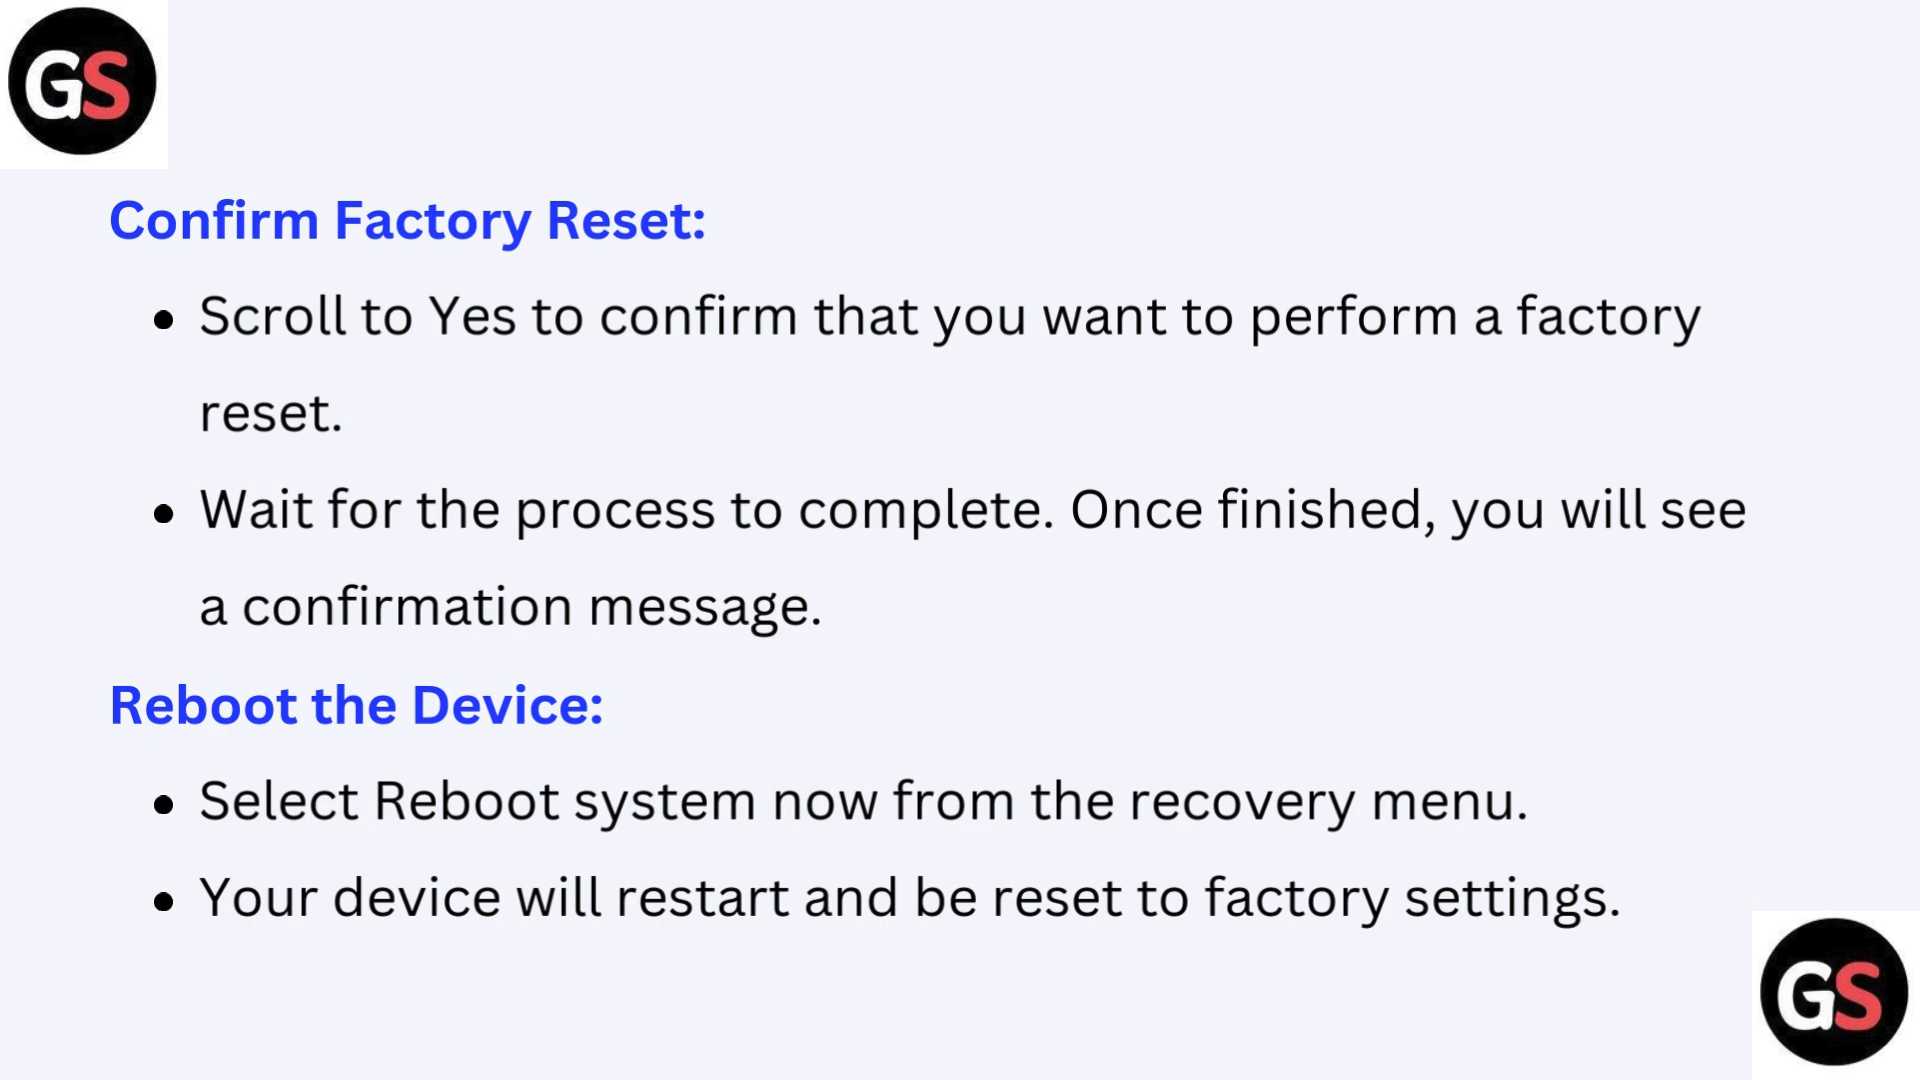 GS
Confirm Factory Reset:
• Scroll to Yes to confirm that you want to perform a factory
reset.
• Wait for the process to complete. Once finished, you will see
a confirmation message.
Reboot the Device:
• Select Reboot system now from the recovery menu.
• Your device will restart and be reset to factory settings.
GS